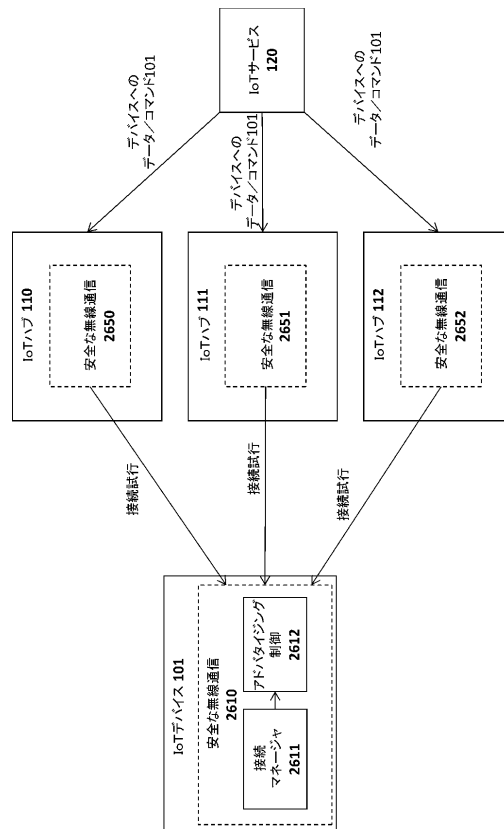 IoTサービス
120
デバイスへの
データ／コマンド101
デバイスへの
データ／コマンド101
デバイスへの
データ／コマンド101
IoTハブ 110
安全な無線通信
2650
IoTハブ 111
安全な無線通信
2651
IoTハブ 112
安全な無線通信
2652
接続試行
接続試行
接続試行
IoTデバイス 101
安全な無線通信
2610
接続
マネージャ
2611
アドバタイジング
制御
2612